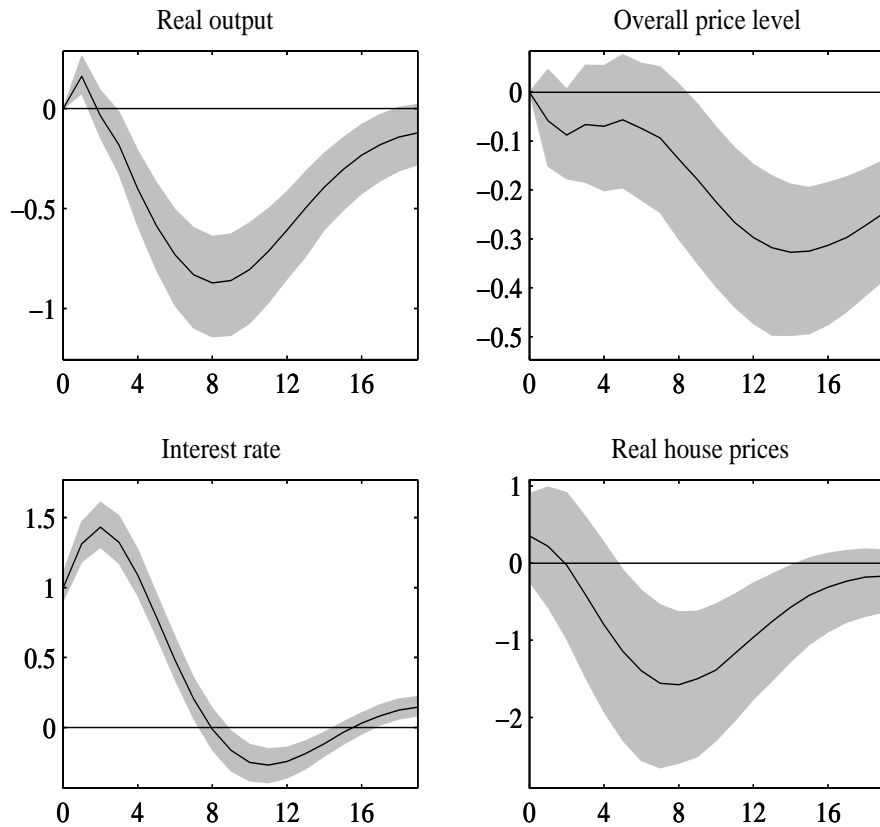 Real output
0
−0.5
−1
0 4 8 12 16
Overall price level
0
−0.1
−0.2
−0.3
−0.4
−0.5
0 4 8 12 16
Interest rate
1.5
1
0.5
0
0 4 8 12 16
Real house prices
1
0
−1
−2
0 4 8 12 16